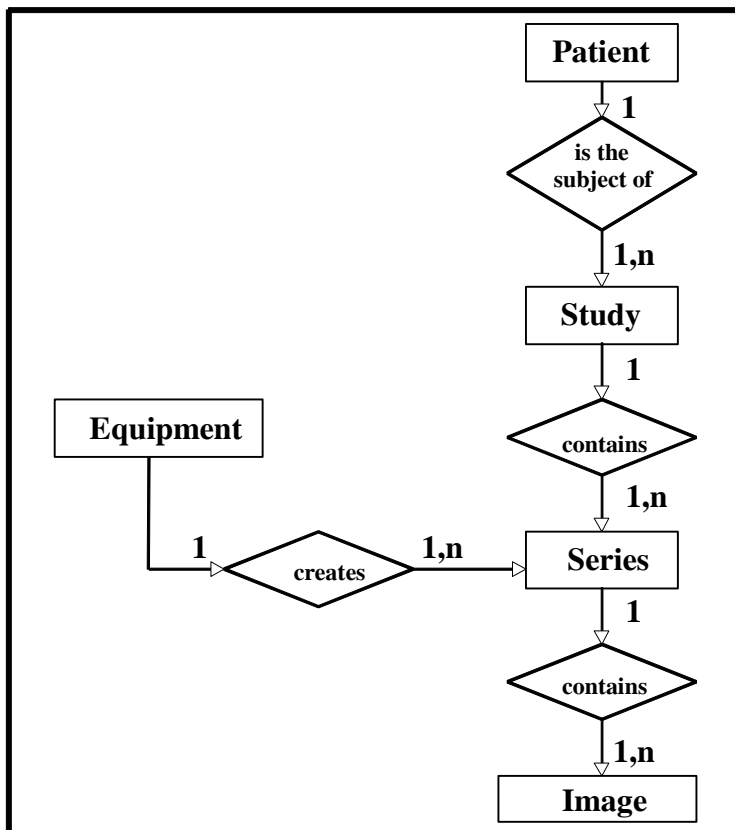 Patient
1
is the
subject of
1,n
Study
1
contains
1,n
Equipment
1
creates
1,n
Series
1
contains
1,n
Image